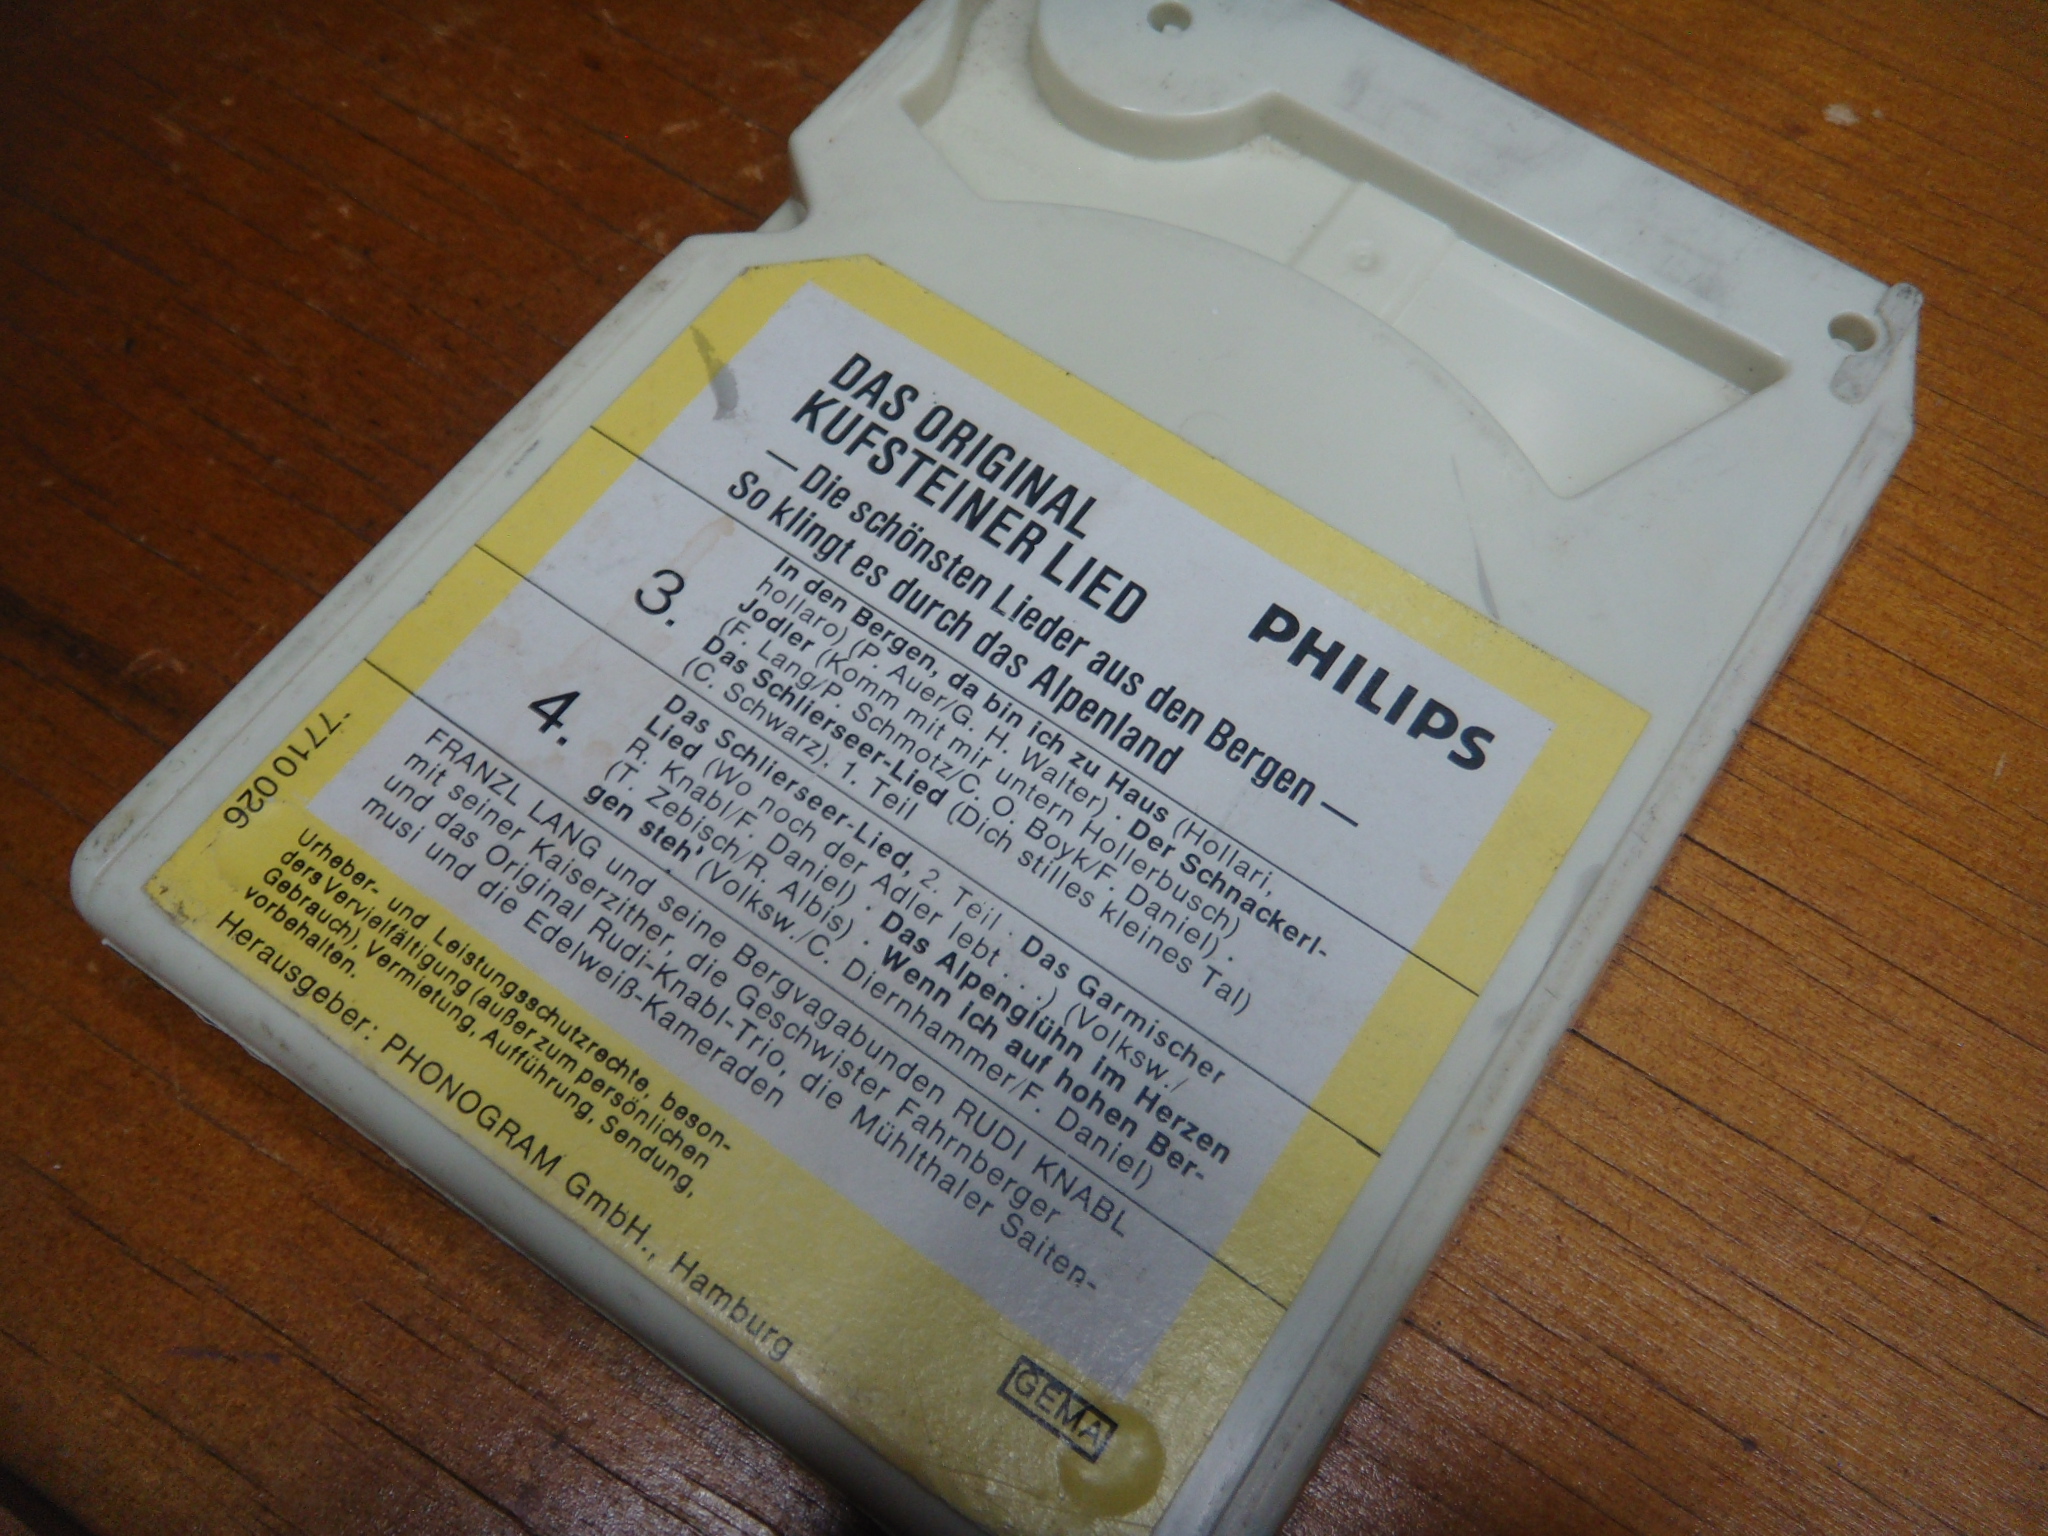 DAS ORIGINAL
KUFSTEINER LIED
PHILIPS
— Die schönsten Lieder aus den Bergen —
So klingt es durch das Alpenland
3.
In den Bergen, da bin ich zu Haus (Hollari,
hollaro) (P. Auer/G. H. Walter) · Der Schnackerl-
Jodler (Komm mit mir untern Hollerbusch)
(F. Lang/P. Schmotz/C. O. Boyk/F. Daniel) ·
Das Schlierseer-Lied (Dich stilles kleines Tal)
(C. Schwarz). 1. Teil
4.
Das Schlierseer-Lied, 2. Teil · Das Garmischer
Lied (Wo noch der Adler lebt . . .) (Volksw./
R. Knabl/F. Daniel) · Das Alpenglühn im Herzen
(T. Zebisch/R. Albis) · Wenn ich auf hohen Ber-
gen steh' (Volksw./C. Diernhammer/F. Daniel)
FRANZL LANG und seine Bergvagabunden RUDI KNABL
mit seiner Kaiserzither, die Geschwister Fahrnberger
und das Original Rudi-Knabl-Trio, die Mühlthaler Saiten-
musi und die Edelweiß-Kameraden
7710 026
Urheber- und Leistungsschutzrechte, beson-
ders Vervielfältigung (außer zum persönlichen
Gebrauch), Vermietung, Aufführung, Sendung,
vorbehalten.
Herausgeber: PHONOGRAM GmbH., Hamburg
GEMA